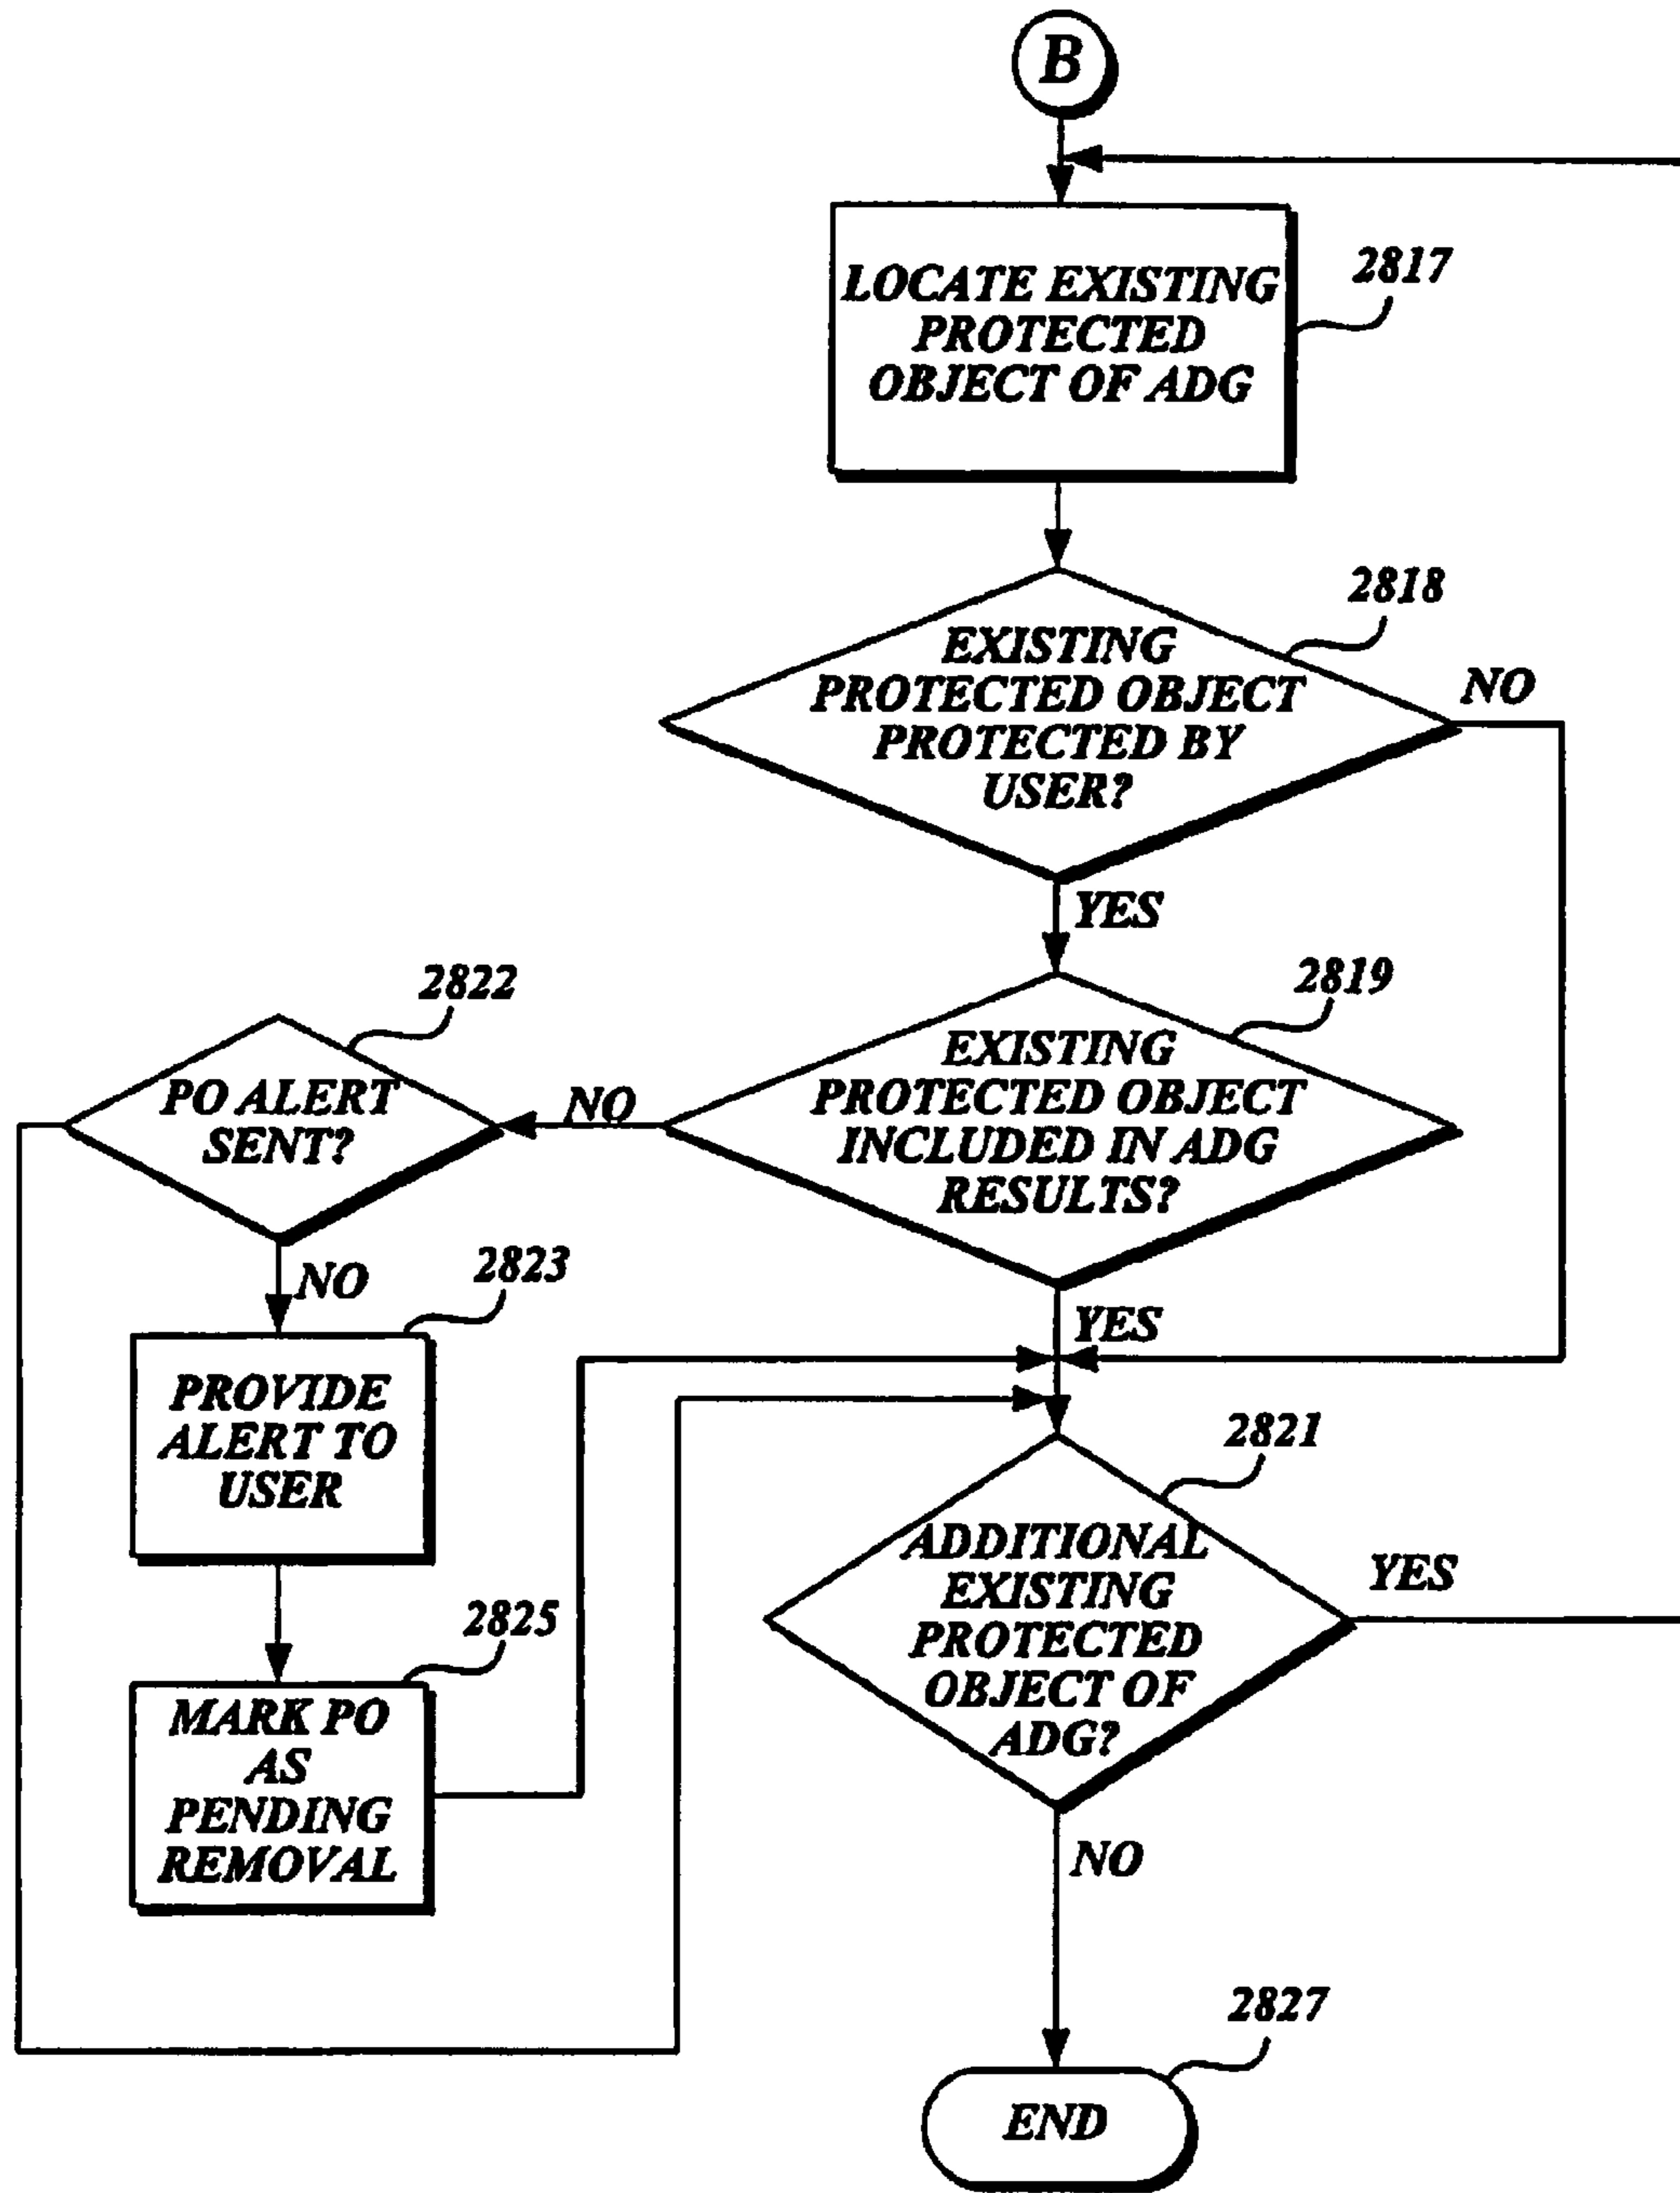 B
LOCATE EXISTING
PROTECTED
OBJECT OF ADG
2817
EXISTING
PROTECTED OBJECT
PROTECTED BY
USER?
2818
NO
YES
EXISTING
PROTECTED OBJECT
INCLUDED IN ADG
RESULTS?
2819
NO
YES
PO ALERT
SENT?
2822
NO
PROVIDE
ALERT TO
USER
2823
MARK PO
AS
PENDING
REMOVAL
2825
ADDITIONAL
EXISTING
PROTECTED
OBJECT OF
ADG?
2821
YES
NO
END
2827